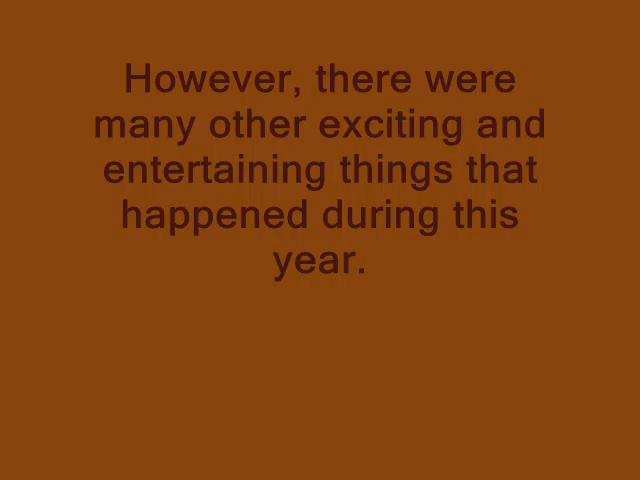 However, there were
many other exciting and
entertaining things that
happened during this
year.